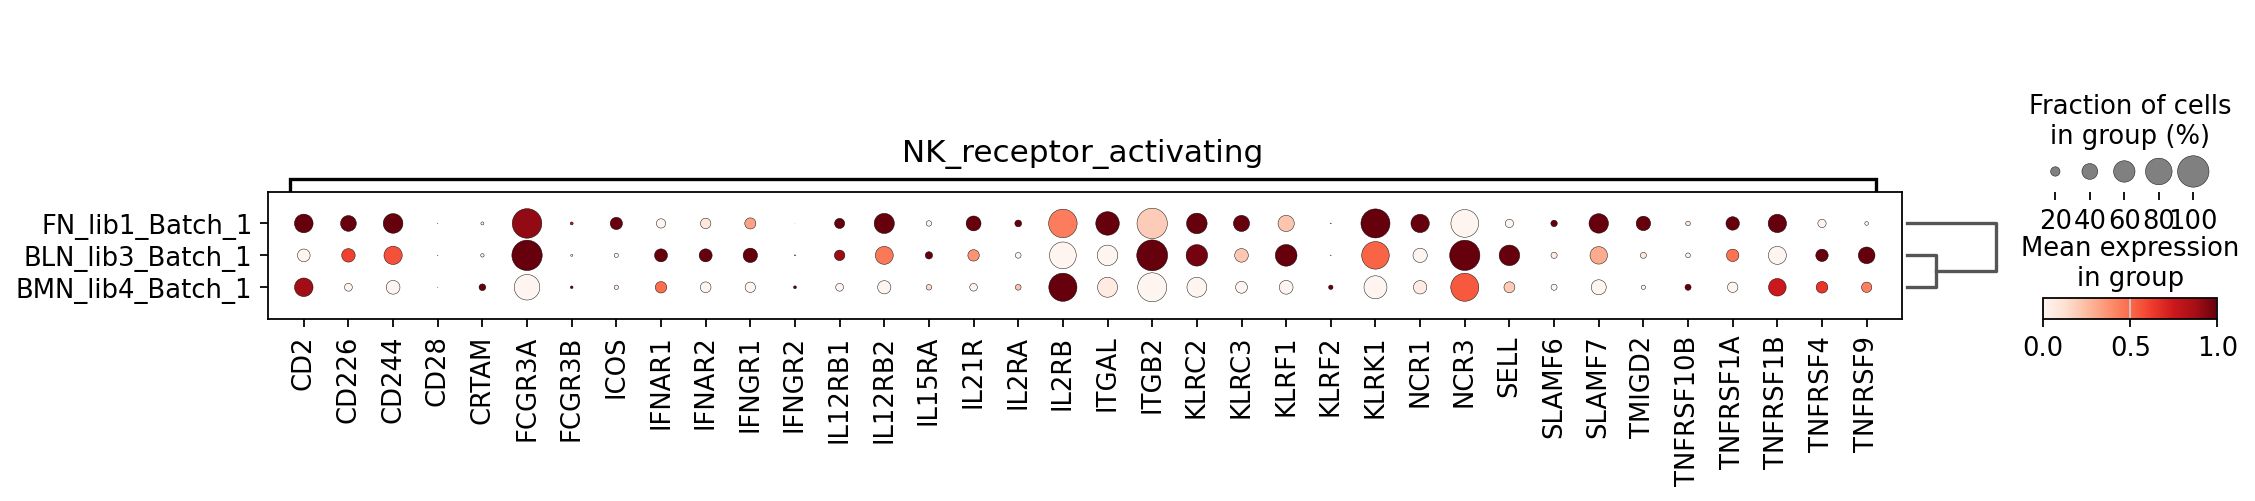 NK_receptor_activating
FN_lib1_Batch_1
BLN_lib3_Batch_1
BMN_lib4_Batch_1
CD2
CD226
CD244
CD28
CRTAM
FCGR3A
FCGR3B
ICOS
IFNAR1
IFNAR2
IFNGR1
IFNGR2
IL12RB1
IL12RB2
IL15RA
IL21R
IL2RA
IL2RB
ITGAL
ITGB2
KLRC2
KLRC3
KLRF1
KLRF2
KLRK1
NCR1
NCR3
SELL
SLAMF6
SLAMF7
TMIGD2
TNFRSF10B
TNFRSF1A
TNFRSF1B
TNFRSF4
TNFRSF9
Fraction of cells
in group (%)
20 40 60 80 100
Mean expression
in group
0.0 0.5 1.0